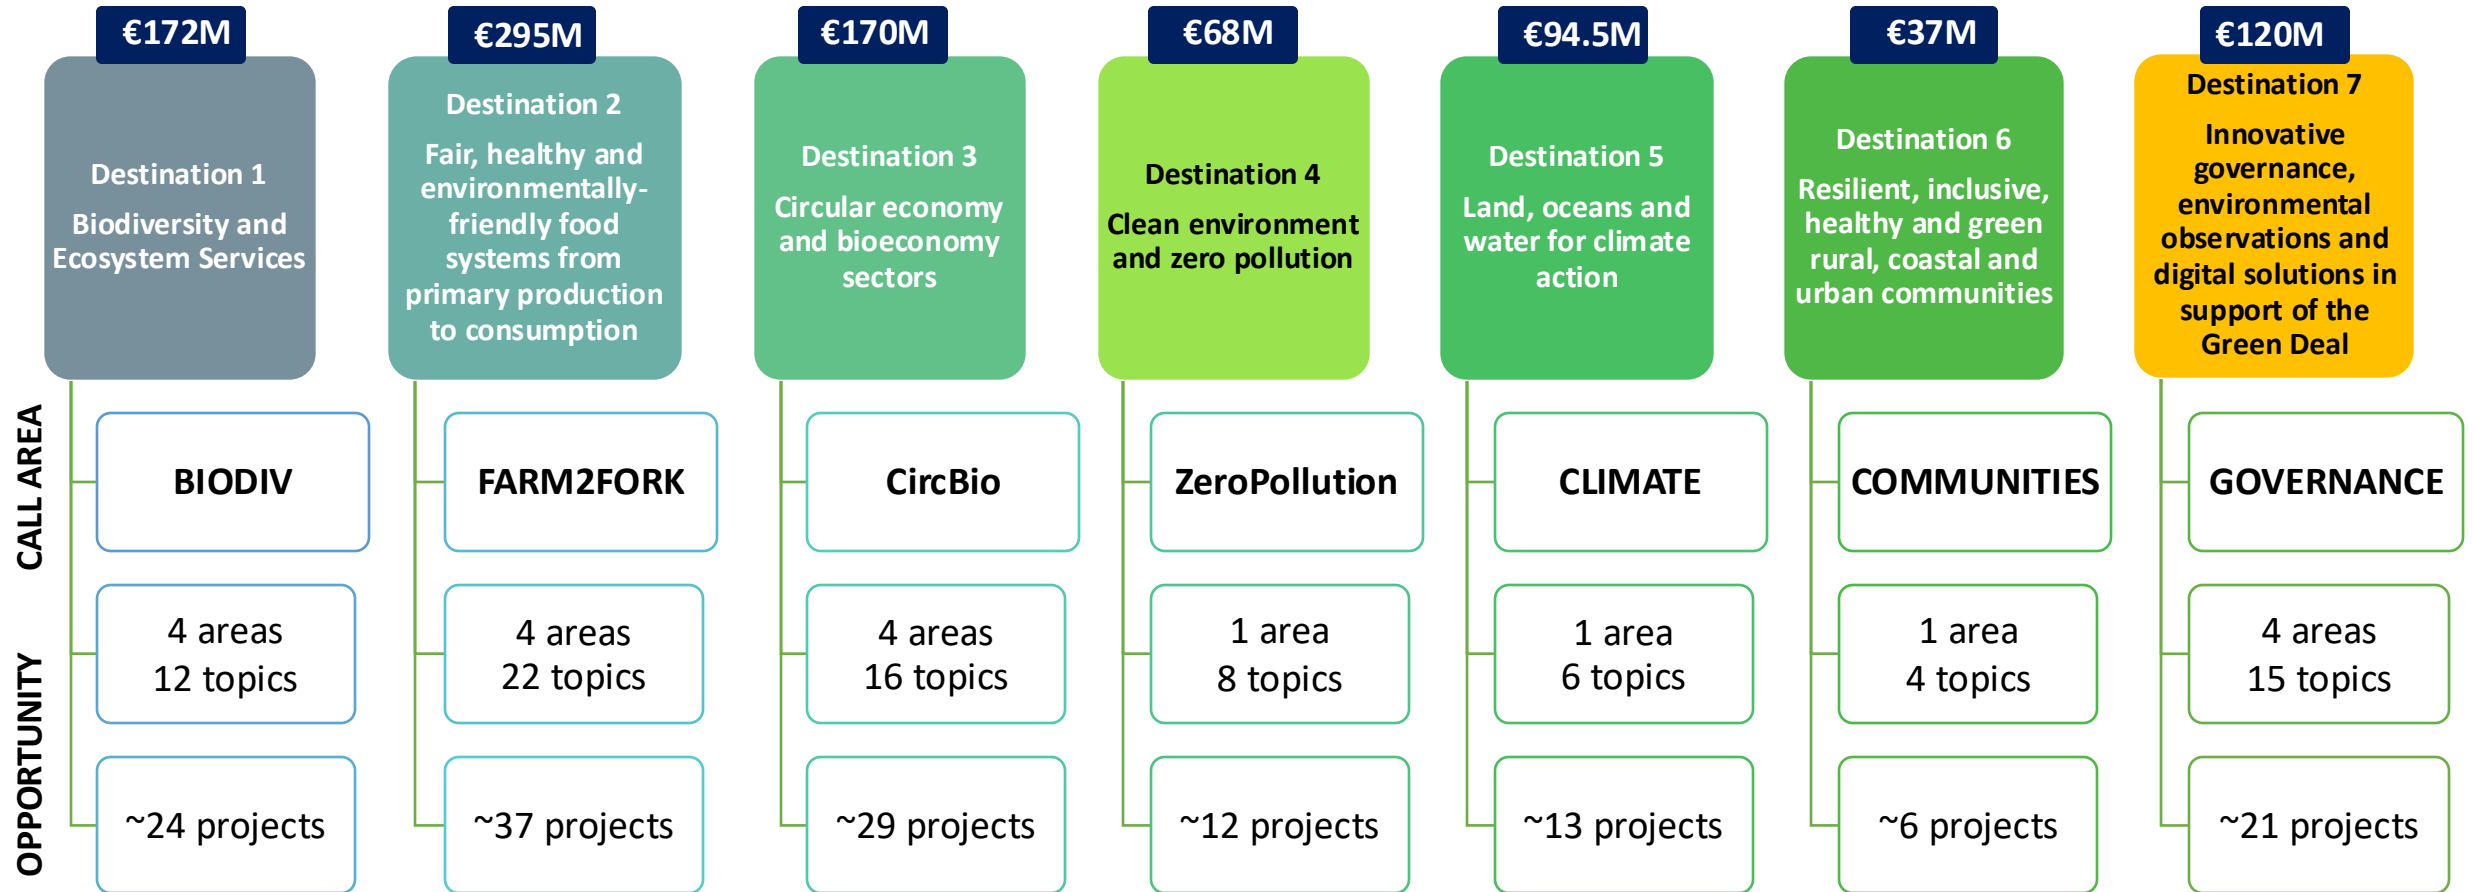 €172M
Destination 1
Biodiversity and
Ecosystem Services
€295M
Destination 2
Fair, healthy and
environmentally-
friendly food
systems from
primary production
to consumption
€170M
Destination 3
Circular economy
and bioeconomy
sectors
€68M
Destination 4
Clean environment
and zero pollution
€94.5M
Destination 5
Land, oceans and
water for climate
action
€37M
Destination 6
Resilient, inclusive,
healthy and green
rural, coastal and
urban communities
€120M
Destination 7
Innovative
governance,
environmental
observations and
digital solutions in
support of the
Green Deal
CALL AREA
BIODIV
FARM2FORK
CircBio
ZeroPollution
CLIMATE
COMMUNITIES
GOVERNANCE
OPPORTUNITY
4 areas
12 topics
4 areas
22 topics
4 areas
16 topics
1 area
8 topics
1 area
6 topics
1 area
4 topics
4 areas
15 topics
~24 projects
~37 projects
~29 projects
~12 projects
~13 projects
~6 projects
~21 projects